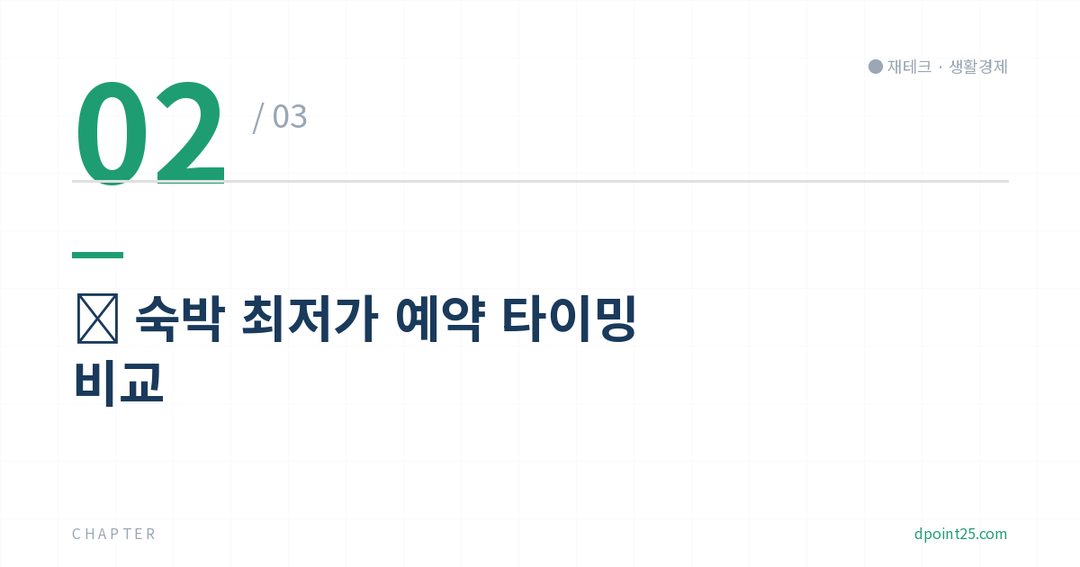 02 / 03
● 재테크 · 생활경제
숙박 최저가 예약 타이밍
비교
CHAPTER
dpoint25.com